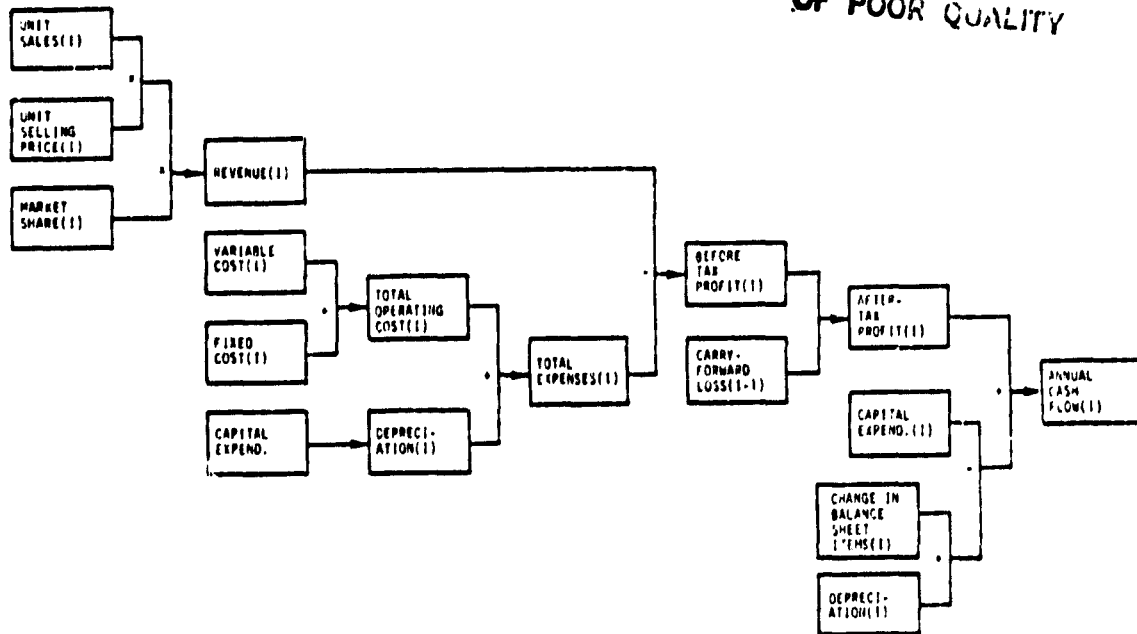 OF POOR QUALITY
UNIT
SALES(I)
UNIT
SELLING
PRICE(I)
MARKET
SHARE(I)
REVENUE(I)
VARIABLE
COST(I)
FIXED
COST(I)
CAPITAL
EXPEND.
TOTAL
OPERATING
COST(I)
DEPRECI-
ATION(I)
TOTAL
EXPENSES(I)
BEFORE
TAX
PROFIT(I)
CARRY-
FORWARD
LOSS(I-1)
AFTER-
TAX
PROFIT(I)
CAPITAL
EXPEND.(I)
CHANGE IN
BALANCE
SHEET
ITEMS(I)
DEPRECI-
ATION(I)
ANNUAL
CASH
FLOW(I)